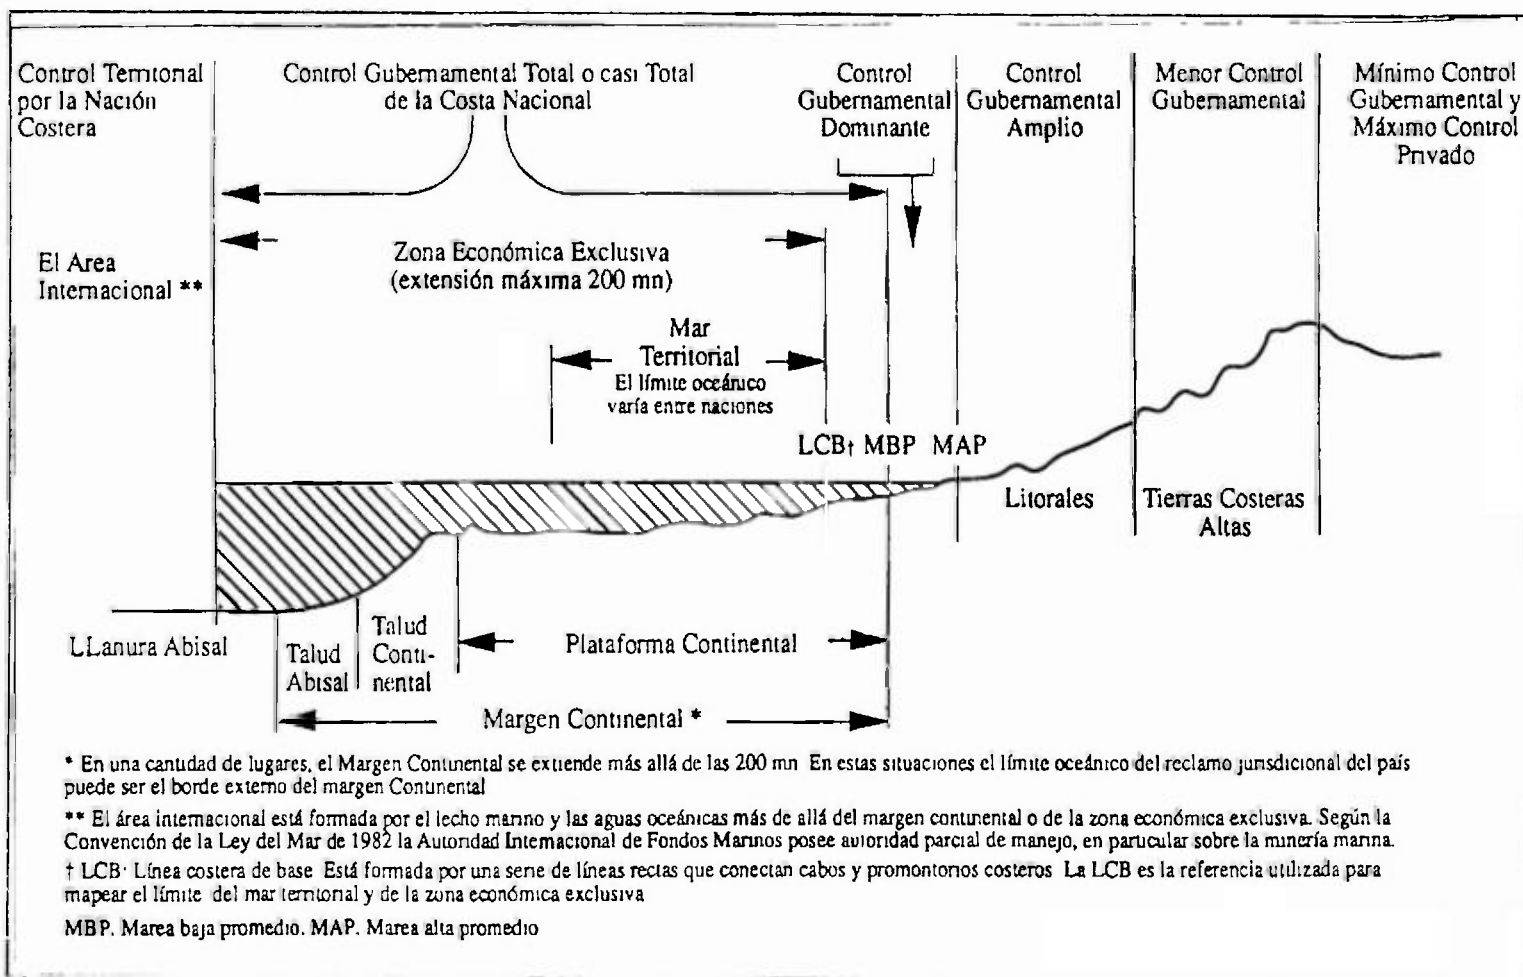 Control Territorial
por la Nación
Costera
Control Gubernamental Total o casi Total
de la Costa Nacional
Control
Gubernamental
Dominante
Control
Gubernamental
Amplio
Menor Control
Gubernamental
Mínimo Control
Gubernamental y
Máximo Control
Privado
El Area
Internacional **
Zona Económica Exclusiva
(extensión máxima 200 mn)
Mar
Territorial
El límite oceánico
varía entre naciones
LCB† MBP MAP
Litorales
Tierras Costeras
Altas
LLanura Abisal
Talud
Abisal
Talud
Conti-
nental
Plataforma Continental
Margen Continental *
* En una cantidad de lugares, el Margen Continental se extiende más allá de las 200 mn En estas situaciones el límite oceánico del reclamo jurisdicional del país
puede ser el borde externo del margen Continental
** El área internacional está formada por el lecho marino y las aguas oceánicas más de allá del margen continental o de la zona económica exclusiva. Según la
Convención de la Ley del Mar de 1982 la Autoridad Internacional de Fondos Marinos posee autoridad parcial de manejo, en particular sobre la minería marina.
† LCB· Línea costera de base Está formada por una serie de líneas rectas que conectan cabos y promontorios costeros La LCB es la referencia utilizada para
mapear el límite del mar territorial y de la zona económica exclusiva
MBP. Marea baja promedio. MAP. Marea alta promedio